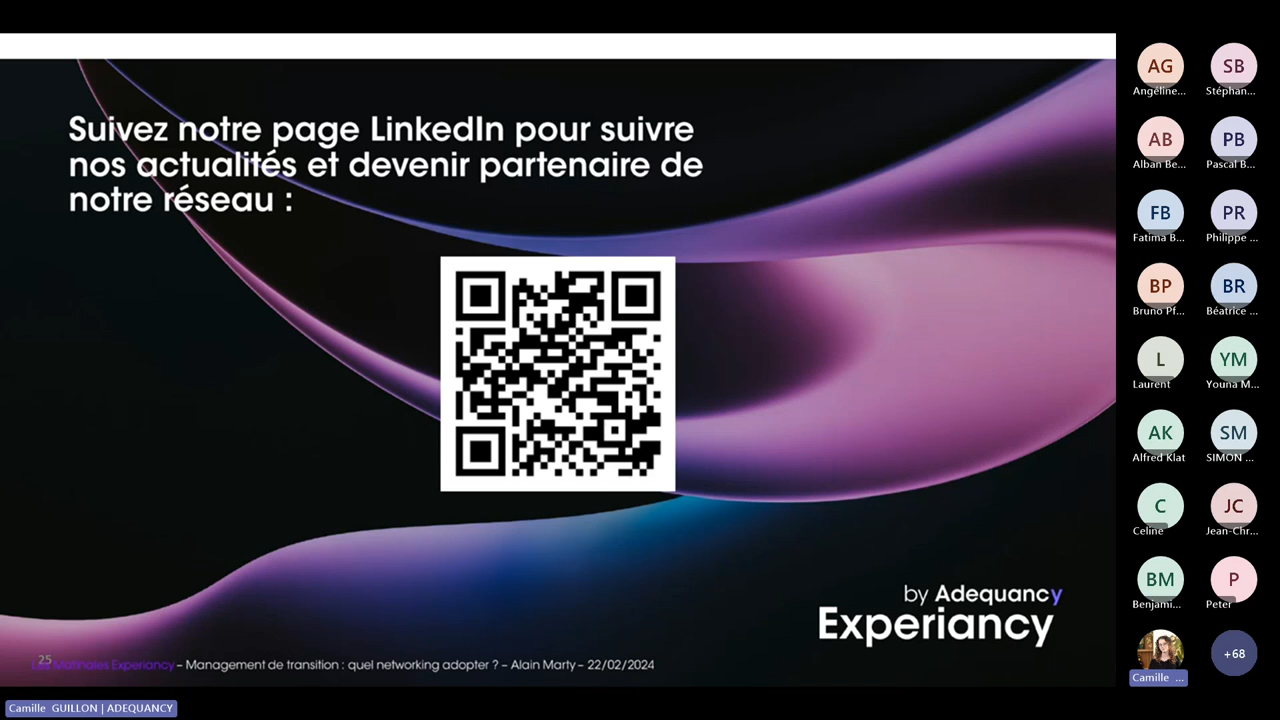 Suivez notre page LinkedIn pour suivre
nos actualités et devenir partenaire de
notre réseau :
by Adequancy
Experiancy
25
Les Matinales Experiancy – Management de transition : quel networking adopter ? – Alain Marty – 22/02/2024
Camille GUILLON | ADEQUANCY
AG
Angéline...
SB
Stéphan...
AB
Alban Be...
PB
Pascal B...
FB
Fatima B...
PR
Philippe ...
BP
Bruno Pf...
BR
Béatrice ...
L
Laurent
YM
Youna M...
AK
Alfred Klat
SM
SIMON ...
C
Celine
JC
Jean-Chr...
BM
Benjami...
P
Peter
Camille ...
+68